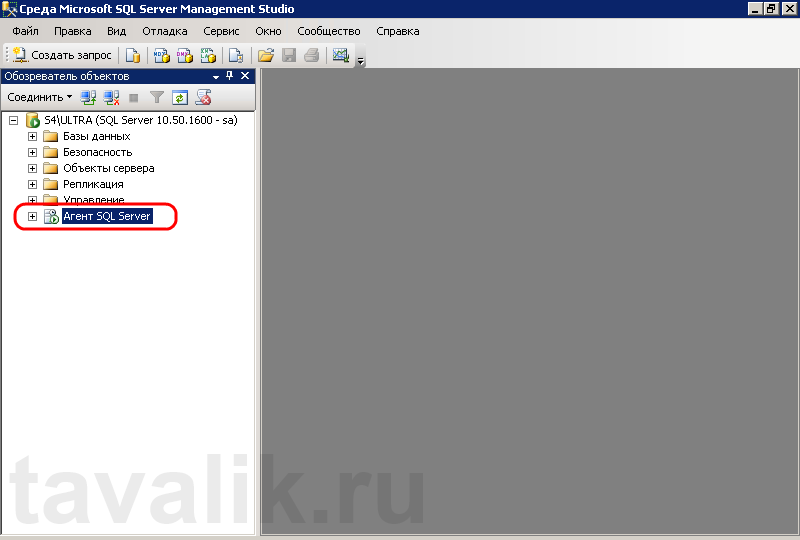 Среда Microsoft SQL Server Management Studio
Файл Правка Вид Отладка Сервис Окно Сообщество Справка
Создать запрос
Обозреватель объектов
Соединить
S4\ULTRA (SQL Server 10.50.1600 - sa)
Базы данных
Безопасность
Объекты сервера
Репликация
Управление
Агент SQL Server
tavalik.ru